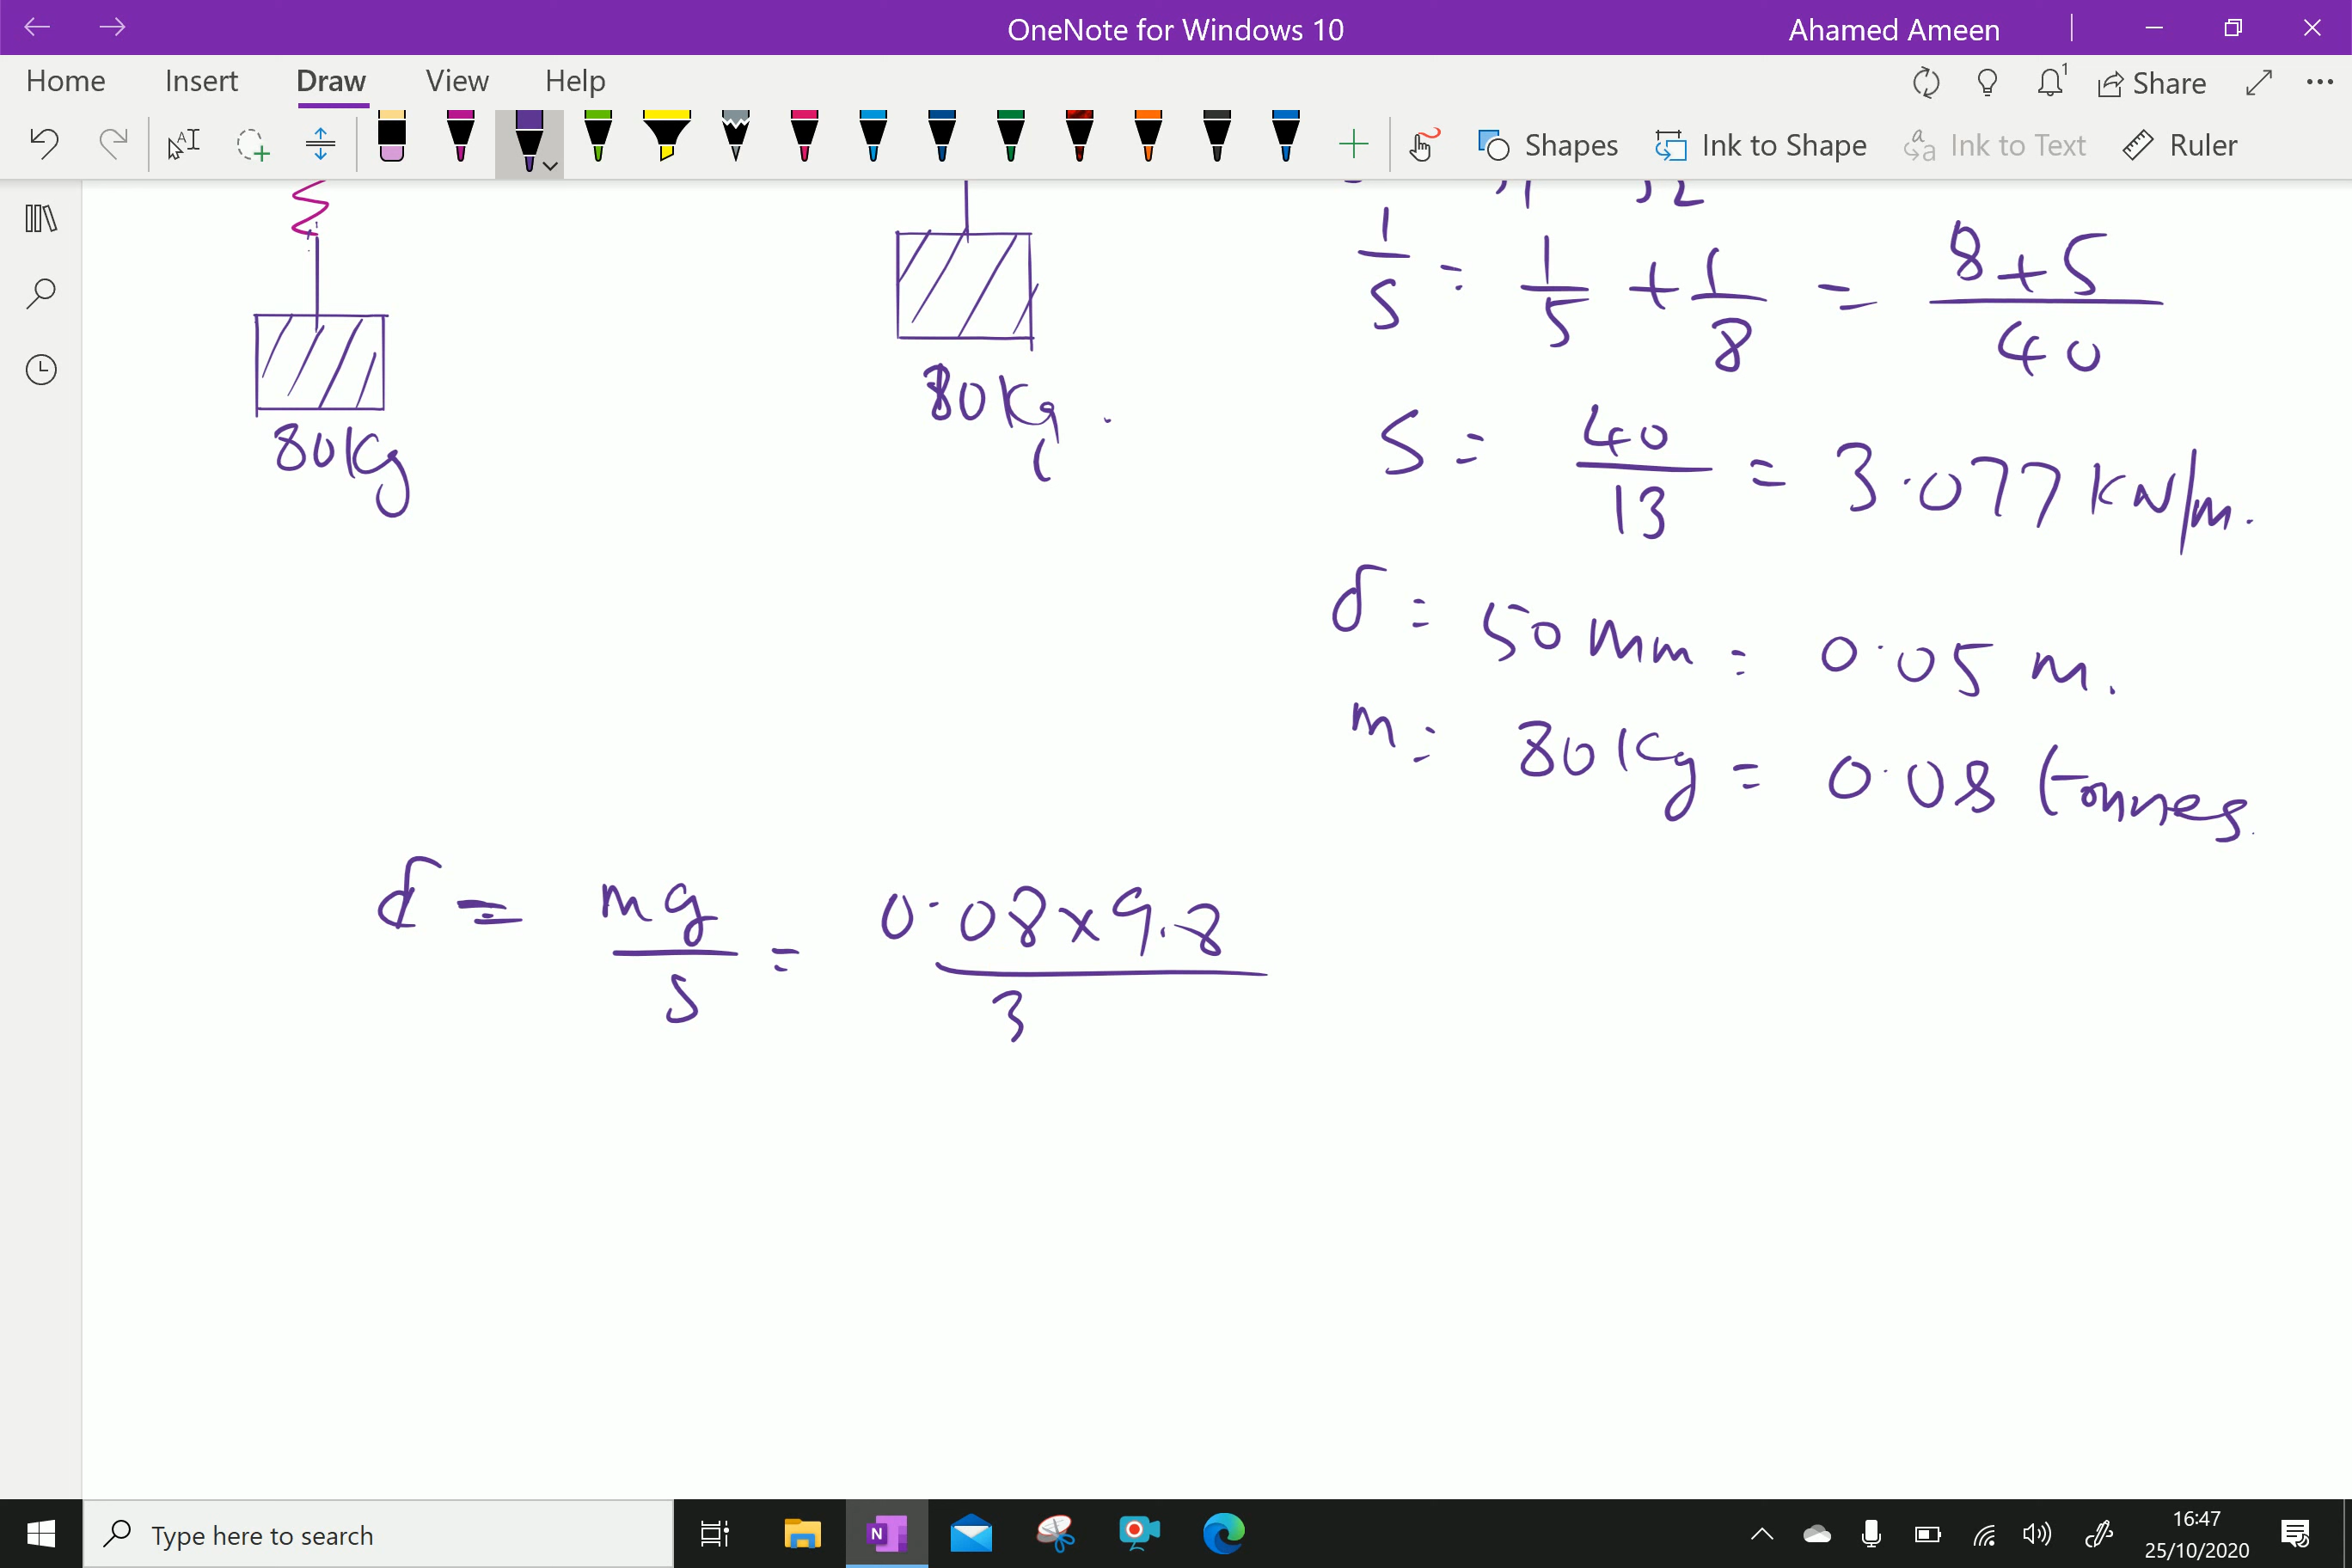 OneNote for Windows 10
Ahamed Ameen
Home Insert Draw View Help
1 Share
Shapes Ink to Shape Ink to Text Ruler
1/S = 1/5 + 1/8 = 8+5/40
80Kg
80Kg.
S = 40/13 = 3.077 KN/m.
δ = 50 mm = 0.05 m.
m = 80Kg = 0.08 tonnes.
d = mg/S = 0.08×9.8/3
Type here to search
16:47
25/10/2020